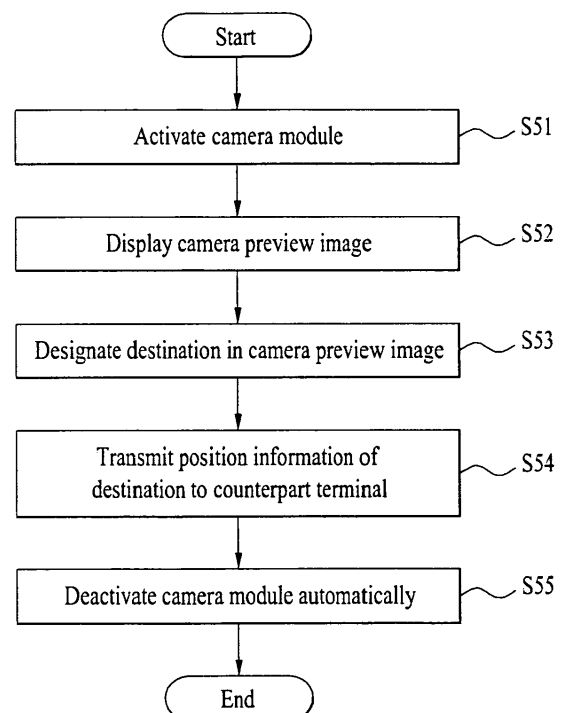 Start
Activate camera module
S51
Display camera preview image
S52
Designate destination in camera preview image
S53
Transmit position information of
destination to counterpart terminal
S54
Deactivate camera module automatically
S55
End